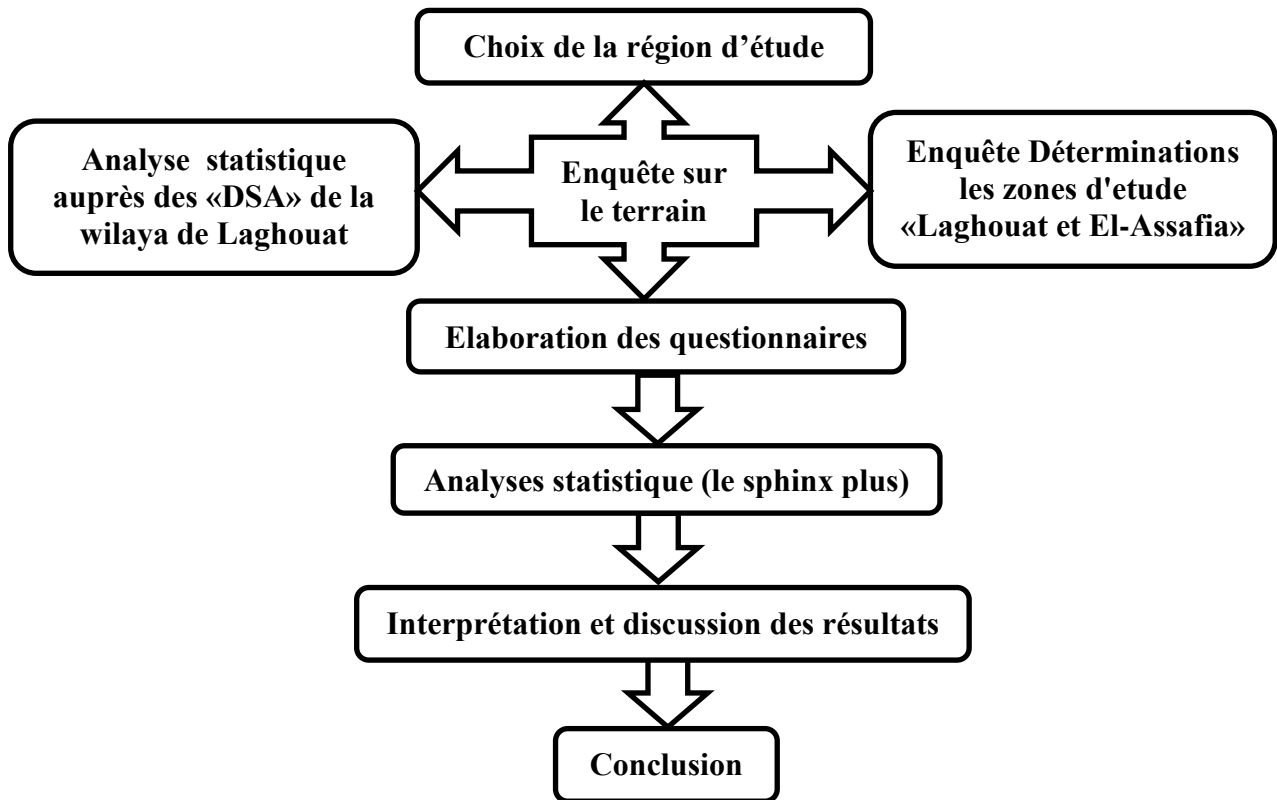 Choix de la région d’étude
Analyse statistique
auprès des «DSA» de la
wilaya de Laghouat
Enquête sur
le terrain
Enquête Déterminations
les zones d'etude
«Laghouat et El-Assafia»
Elaboration des questionnaires
Analyses statistique (le sphinx plus)
Interprétation et discussion des résultats
Conclusion